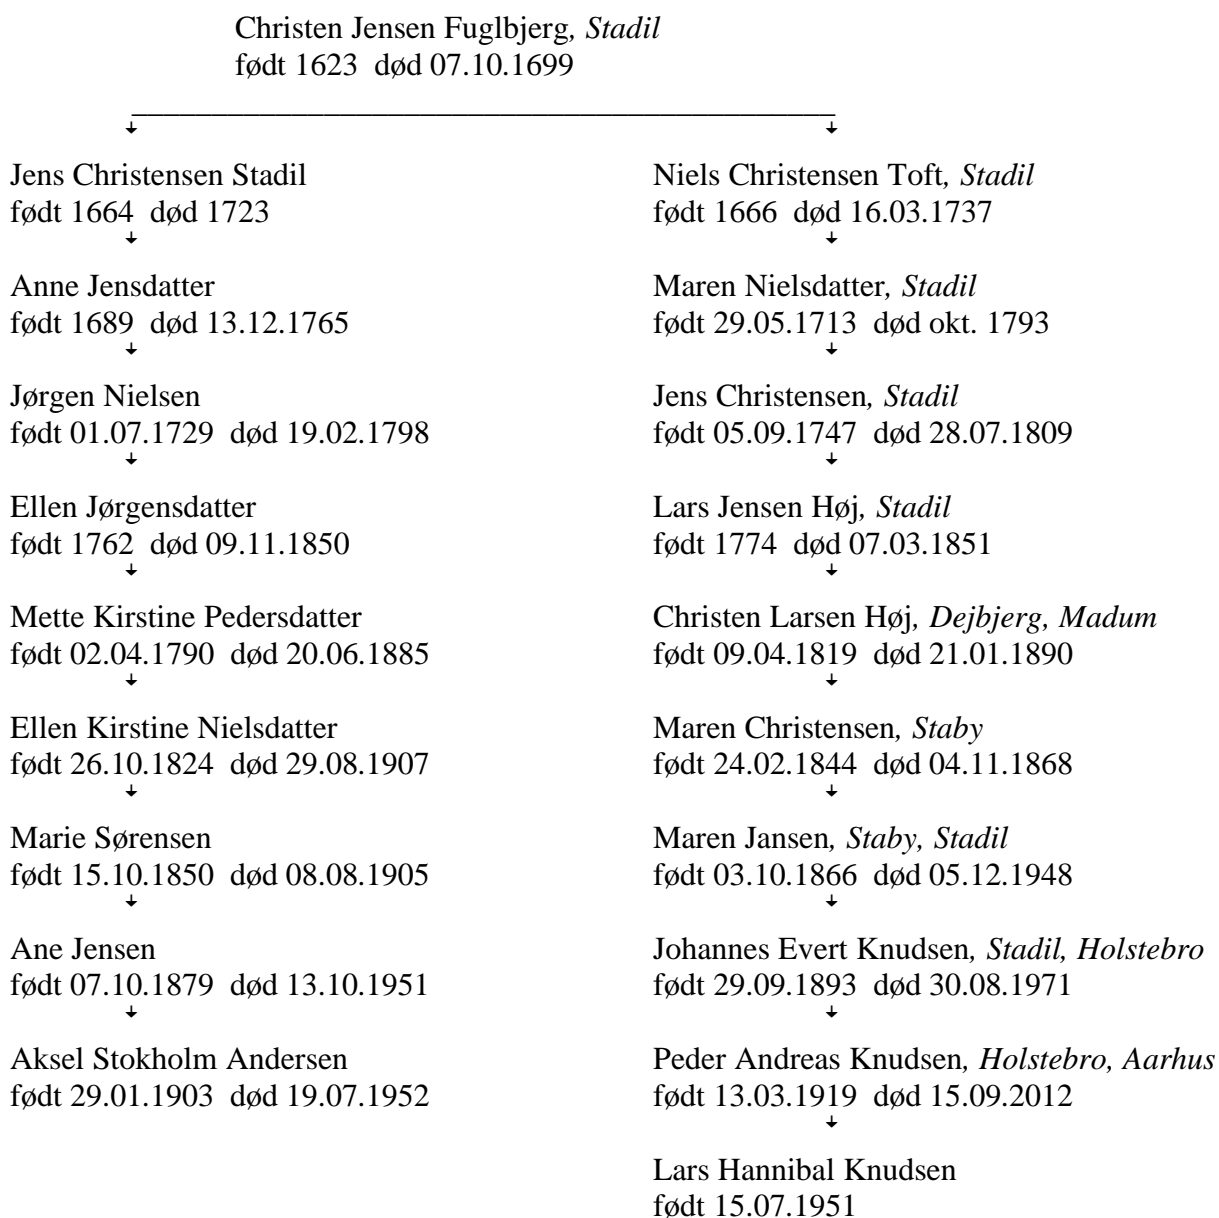 Christen Jensen Fuglbjerg, Stadil
født 1623 død 07.10.1699
Jens Christensen Stadil
født 1664 død 1723
Anne Jensdatter
født 1689 død 13.12.1765
Jørgen Nielsen
født 01.07.1729 død 19.02.1798
Ellen Jørgensdatter
født 1762 død 09.11.1850
Mette Kirstine Pedersdatter
født 02.04.1790 død 20.06.1885
Ellen Kirstine Nielsdatter
født 26.10.1824 død 29.08.1907
Marie Sørensen
født 15.10.1850 død 08.08.1905
Ane Jensen
født 07.10.1879 død 13.10.1951
Aksel Stokholm Andersen
født 29.01.1903 død 19.07.1952
Niels Christensen Toft, Stadil
født 1666 død 16.03.1737
Maren Nielsdatter, Stadil
født 29.05.1713 død okt. 1793
Jens Christensen, Stadil
født 05.09.1747 død 28.07.1809
Lars Jensen Høj, Stadil
født 1774 død 07.03.1851
Christen Larsen Høj, Dejbjerg, Madum
født 09.04.1819 død 21.01.1890
Maren Christensen, Staby
født 24.02.1844 død 04.11.1868
Maren Jansen, Staby, Stadil
født 03.10.1866 død 05.12.1948
Johannes Evert Knudsen, Stadil, Holstebro
født 29.09.1893 død 30.08.1971
Peder Andreas Knudsen, Holstebro, Aarhus
født 13.03.1919 død 15.09.2012
Lars Hannibal Knudsen
født 15.07.1951